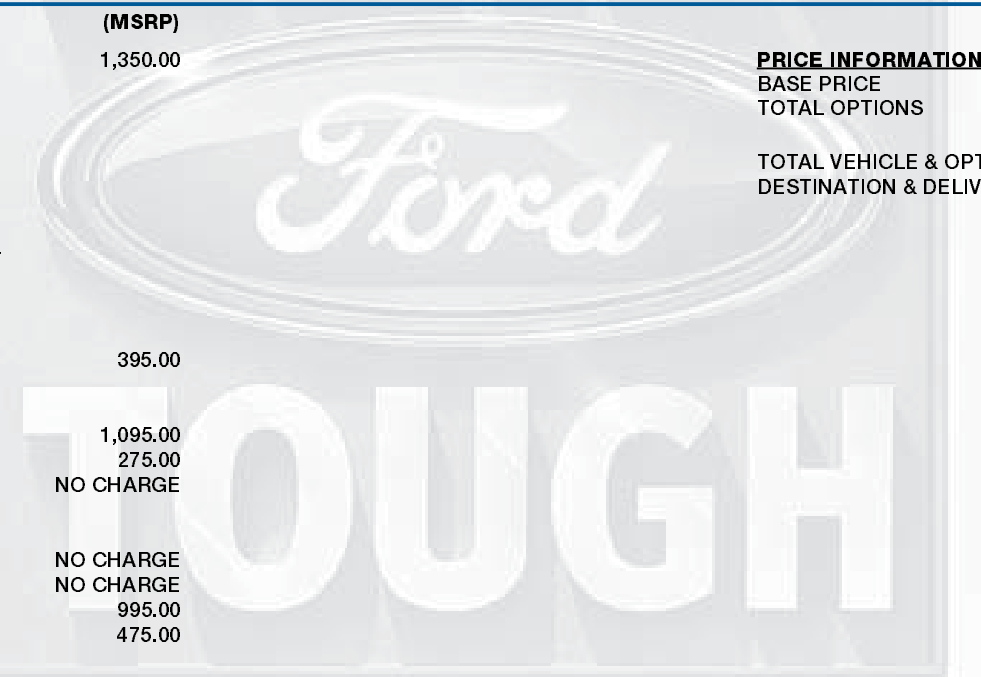 (MSRP)
1,350.00
395.00
1,095.00
275.00
NO CHARGE
NO CHARGE
NO CHARGE
995.00
475.00
PRICE INFORMATION
BASE PRICE
TOTAL OPTIONS
TOTAL VEHICLE & OPT
DESTINATION & DELIV
Ford
TOUGH